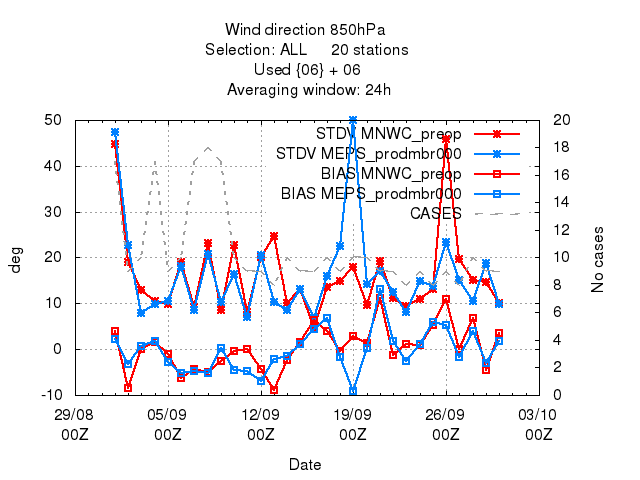 Wind direction 850hPa
Selection: ALL 20 stations
Used {06} + 06
Averaging window: 24h
STDV MNWC_preop
STDV MEPS_prodmbr000
BIAS MNWC_preop
BIAS MEPS_prodmbr000
CASES
50
40
30
20
10
0
-10
deg
20
18
16
14
12
10
8
6
4
2
0
No cases
29/08 05/09 12/09 19/09 26/09 03/10
00Z 00Z 00Z 00Z 00Z 00Z
Date